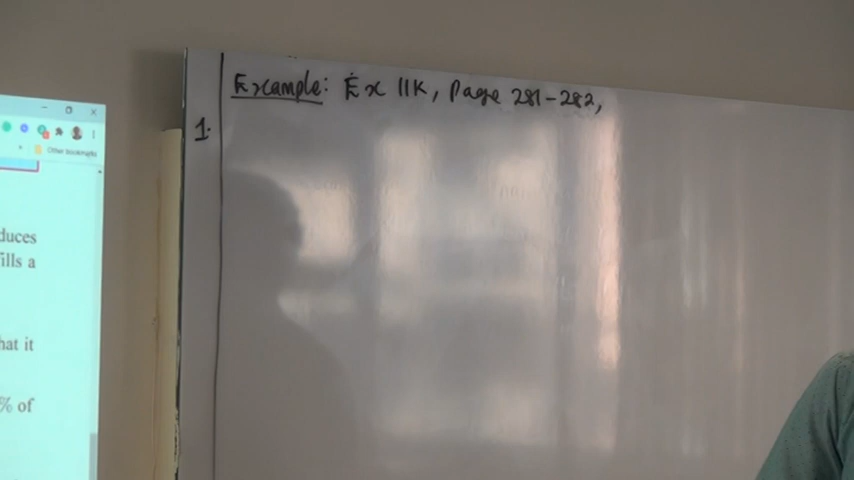 Example: Ex 11K, Page 281-282,
1.
Other bookmarks
duces
ills a
hat it
% of